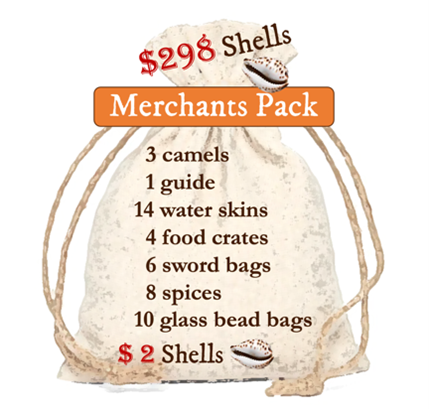 $298 Shells
Merchants Pack
3 camels
1 guide
14 water skins
4 food crates
6 sword bags
8 spices
10 glass bead bags
$ 2 Shells